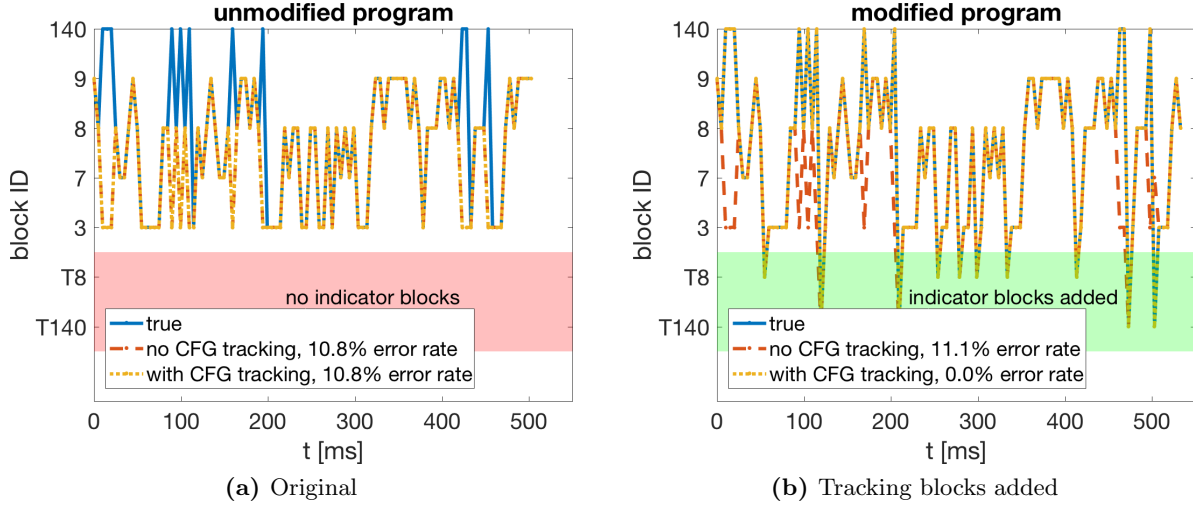 unmodified program
140
9
8
7
3
T8
T140
block ID
no indicator blocks
true
no CFG tracking, 10.8% error rate
with CFG tracking, 10.8% error rate
0 100 200 300 400 500
t [ms]
(a) Original
modified program
140
9
8
7
3
T8
T140
block ID
indicator blocks added
true
no CFG tracking, 11.1% error rate
with CFG tracking, 0.0% error rate
0 100 200 300 400 500
t [ms]
(b) Tracking blocks added